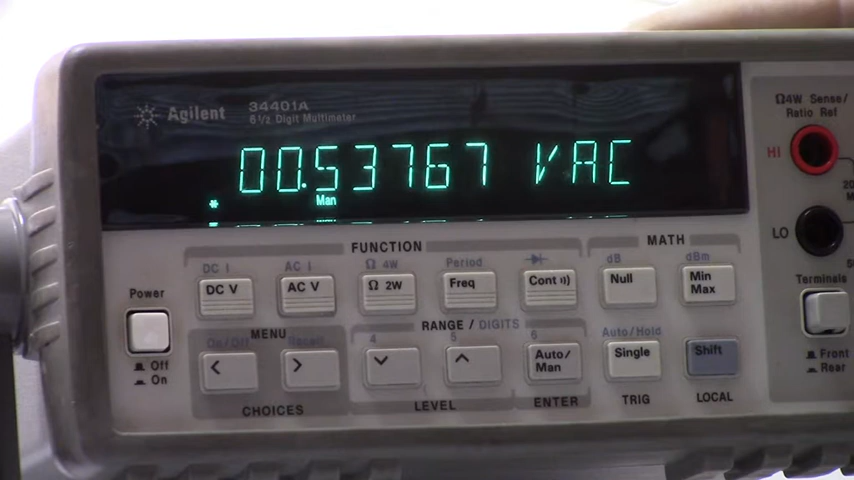 Agilent 34401A
6½ Digit Multimeter
00.53767 VAC
* Man
Ω4W Sense/
Ratio Ref
HI
LO
FUNCTION
MATH
DC I AC I Ω 4W Period dB dBm
DC V AC V Ω 2W Freq Cont Null Min Max
Power
Off
On
MENU
RANGE / DIGITS
On/Off Recall 4 5 6 Auto/Hold
< > Auto/Man Single Shift
CHOICES LEVEL ENTER TRIG LOCAL
Terminals
Front
Rear